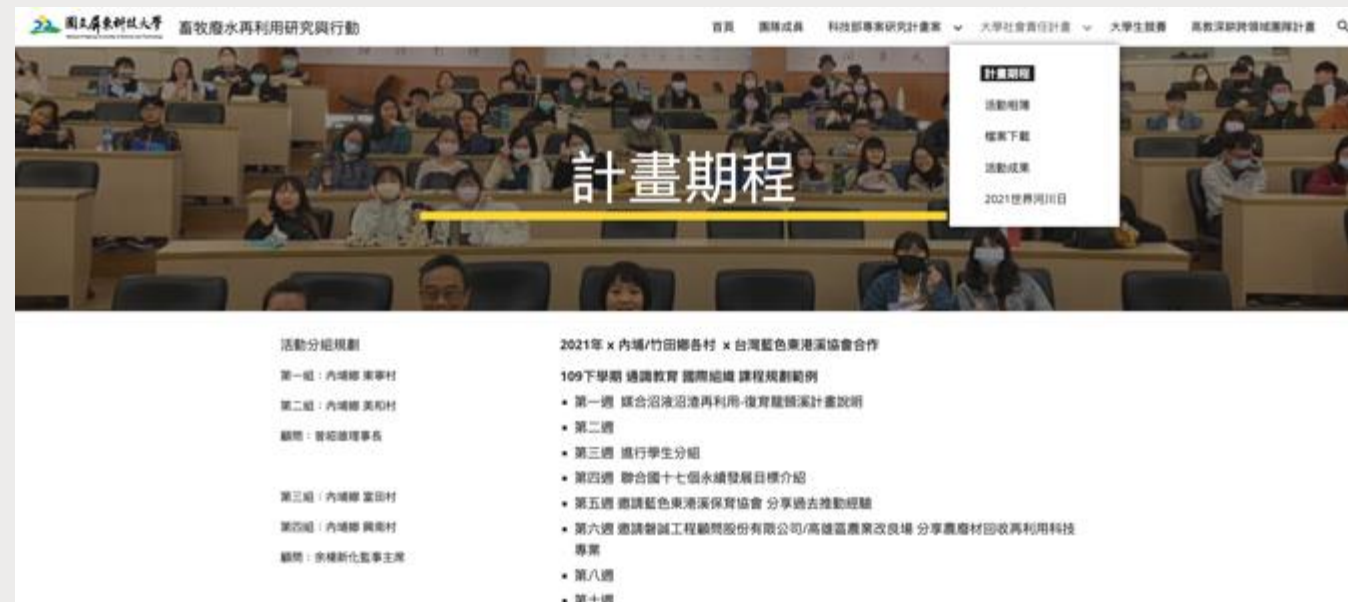 國立屏東科技大學 畜牧廢水再利用研究與行動
首頁 團隊成員 科技部專案研究計畫案 大學社會責任計畫 大學生競賽 高教深耕跨領域團隊計畫
計畫期程
活動相簿
檔案下載
活動成果
2021世界河川日
計畫期程
活動分組規劃
第一組：內埔鄉 東寧村
第二組：內埔鄉 美和村
顧問：曾昭雄理事長
第三組：內埔鄉 富田村
第四組：內埔鄉 興南村
顧問：余楊新化監事主席
2021年 x 內埔/竹田鄉各村 x 台灣藍色東港溪協會合作
109下學期 通識教育 國際組織 課程規劃範例
▪ 第一週 媒合沼液沼渣再利用-復育龍頸溪計畫說明
▪ 第二週
▪ 第三週 進行學生分組
▪ 第四週 聯合國十七個永續發展目標介紹
▪ 第五週 邀請藍色東港溪保育協會 分享過去推動經驗
▪ 第六週 邀請磐誠工程顧問股份有限公司/高雄區農業改良場 分享農廢材回收再利用科技
專業
▪ 第八週
▪ 第十週